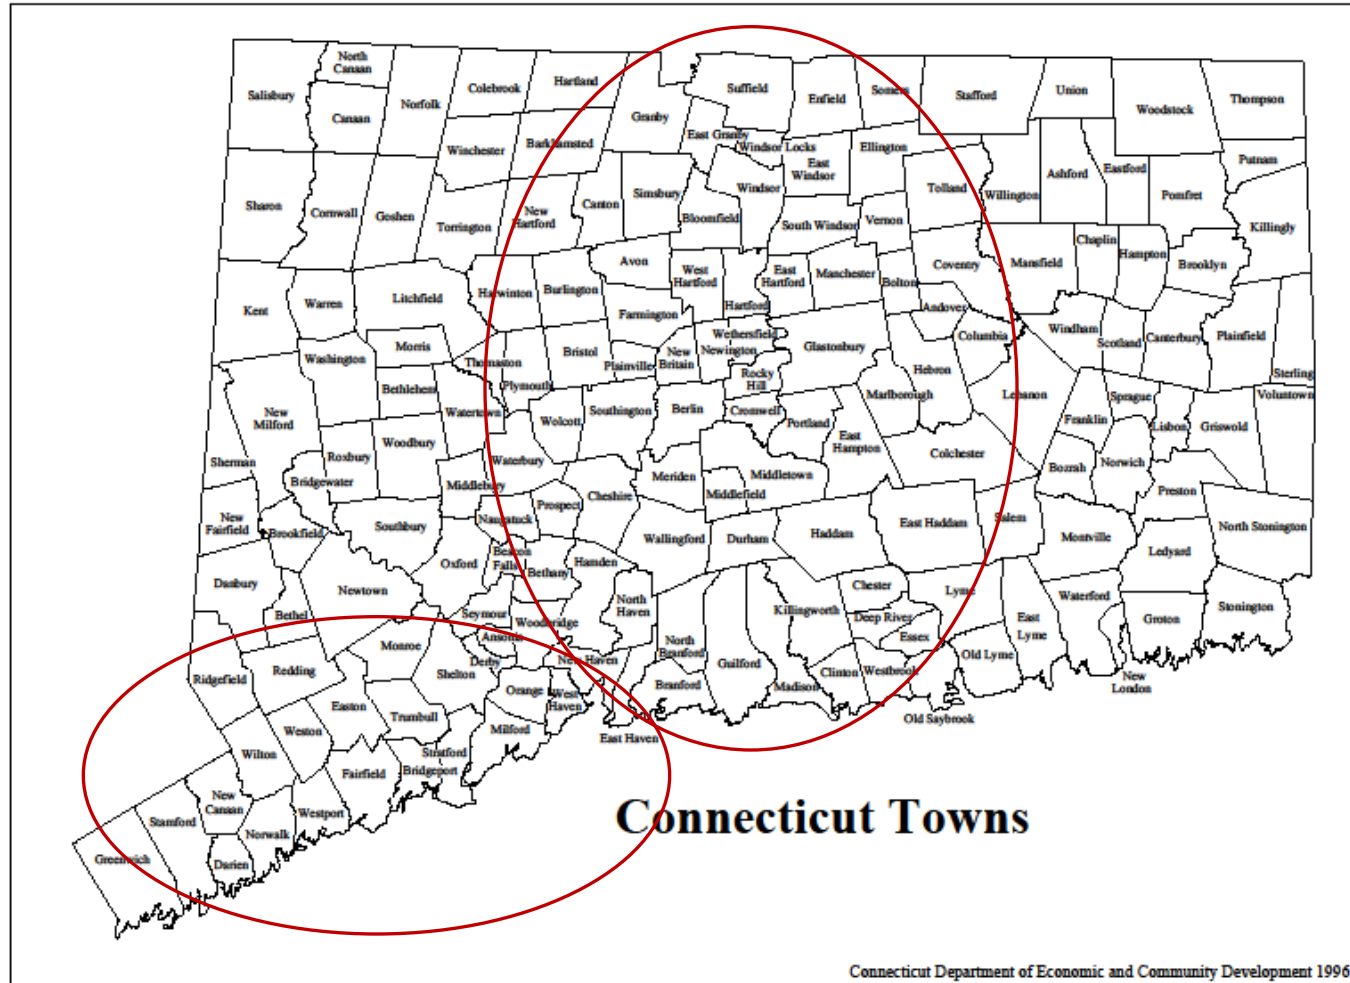 North
Canaan
Salisbury
Canaan
Norfolk
Colebrook
Hartland
Granby
Suffield
Enfield
Somers
Stafford
Union
Woodstock
Thompson
Winchester
Barkhamsted
East Granby
Windsor Locks
East
Windsor
Ellington
Putnam
Sharon
Cornwall
Goshen
Torrington
New
Hartford
Canton
Simsbury
Bloomfield
Windsor
South Windsor
Vernon
Tolland
Willington
Ashford
Eastford
Pomfret
Killingly
Kent
Warren
Litchfield
Harwinton
Burlington
Avon
Farmington
West
Hartford
Hartford
East
Hartford
Manchester
Bolton
Coventry
Andover
Mansfield
Chaplin
Hampton
Brooklyn
Washington
Morris
Bethlehem
Thomaston
Watertown
Plymouth
Bristol
Plainville
New
Britain
Wethersfield
Newington
Rocky
Hill
Glastonbury
Hebron
Columbia
Windham
Scotland
Canterbury
Plainfield
Sterling
New
Milford
Sherman
Roxbury
Woodbury
Bridgewater
Middlebury
Waterbury
Wolcott
Southington
Berlin
Cromwell
Portland
Marlborough
East
Hampton
Colchester
Lebanon
Franklin
Sprague
Lisbon
Griswold
Voluntown
Bozrah
Norwich
Preston
New
Fairfield
Brookfield
Southbury
Naugatuck
Prospect
Cheshire
Meriden
Middletown
Middlefield
Wallingford
Durham
Haddam
East Haddam
Salem
Montville
Ledyard
North Stonington
Danbury
Bethel
Newtown
Oxford
Beacon
Falls
Bethany
Hamden
North
Haven
Seymour
Woodbridge
Ansonia
Derby
New Haven
North
Branford
Branford
Guilford
Madison
Killingworth
Chester
Deep River
Essex
Clinton
Westbrook
Lyme
Old Lyme
East
Lyme
Waterford
New
London
Groton
Stonington
Old Saybrook
Ridgefield
Redding
Monroe
Shelton
Orange
West
Haven
East Haven
Milford
Easton
Trumbull
Weston
Wilton
Stratford
Bridgeport
Fairfield
New
Canaan
Westport
Norwalk
Stamford
Darien
Greenwich
Connecticut Towns
Connecticut Department of Economic and Community Development 1996